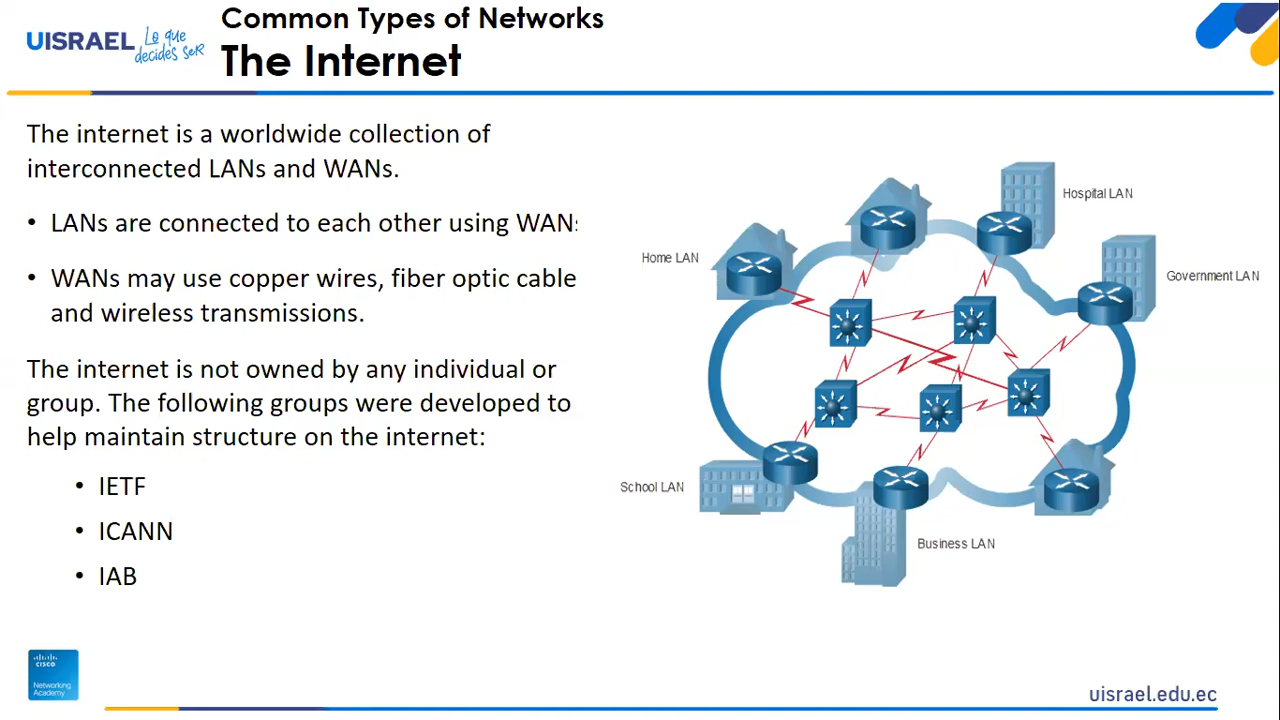 Common Types of Networks
UISRAEL Lo que decides seR
The Internet
The internet is a worldwide collection of
interconnected LANs and WANs.
• LANs are connected to each other using WANs
• WANs may use copper wires, fiber optic cable
and wireless transmissions.
The internet is not owned by any individual or
group. The following groups were developed to
help maintain structure on the internet:
• IETF
• ICANN
• IAB
Hospital LAN
Home LAN
Government LAN
School LAN
Business LAN
cisco
Networking
Academy
uisrael.edu.ec